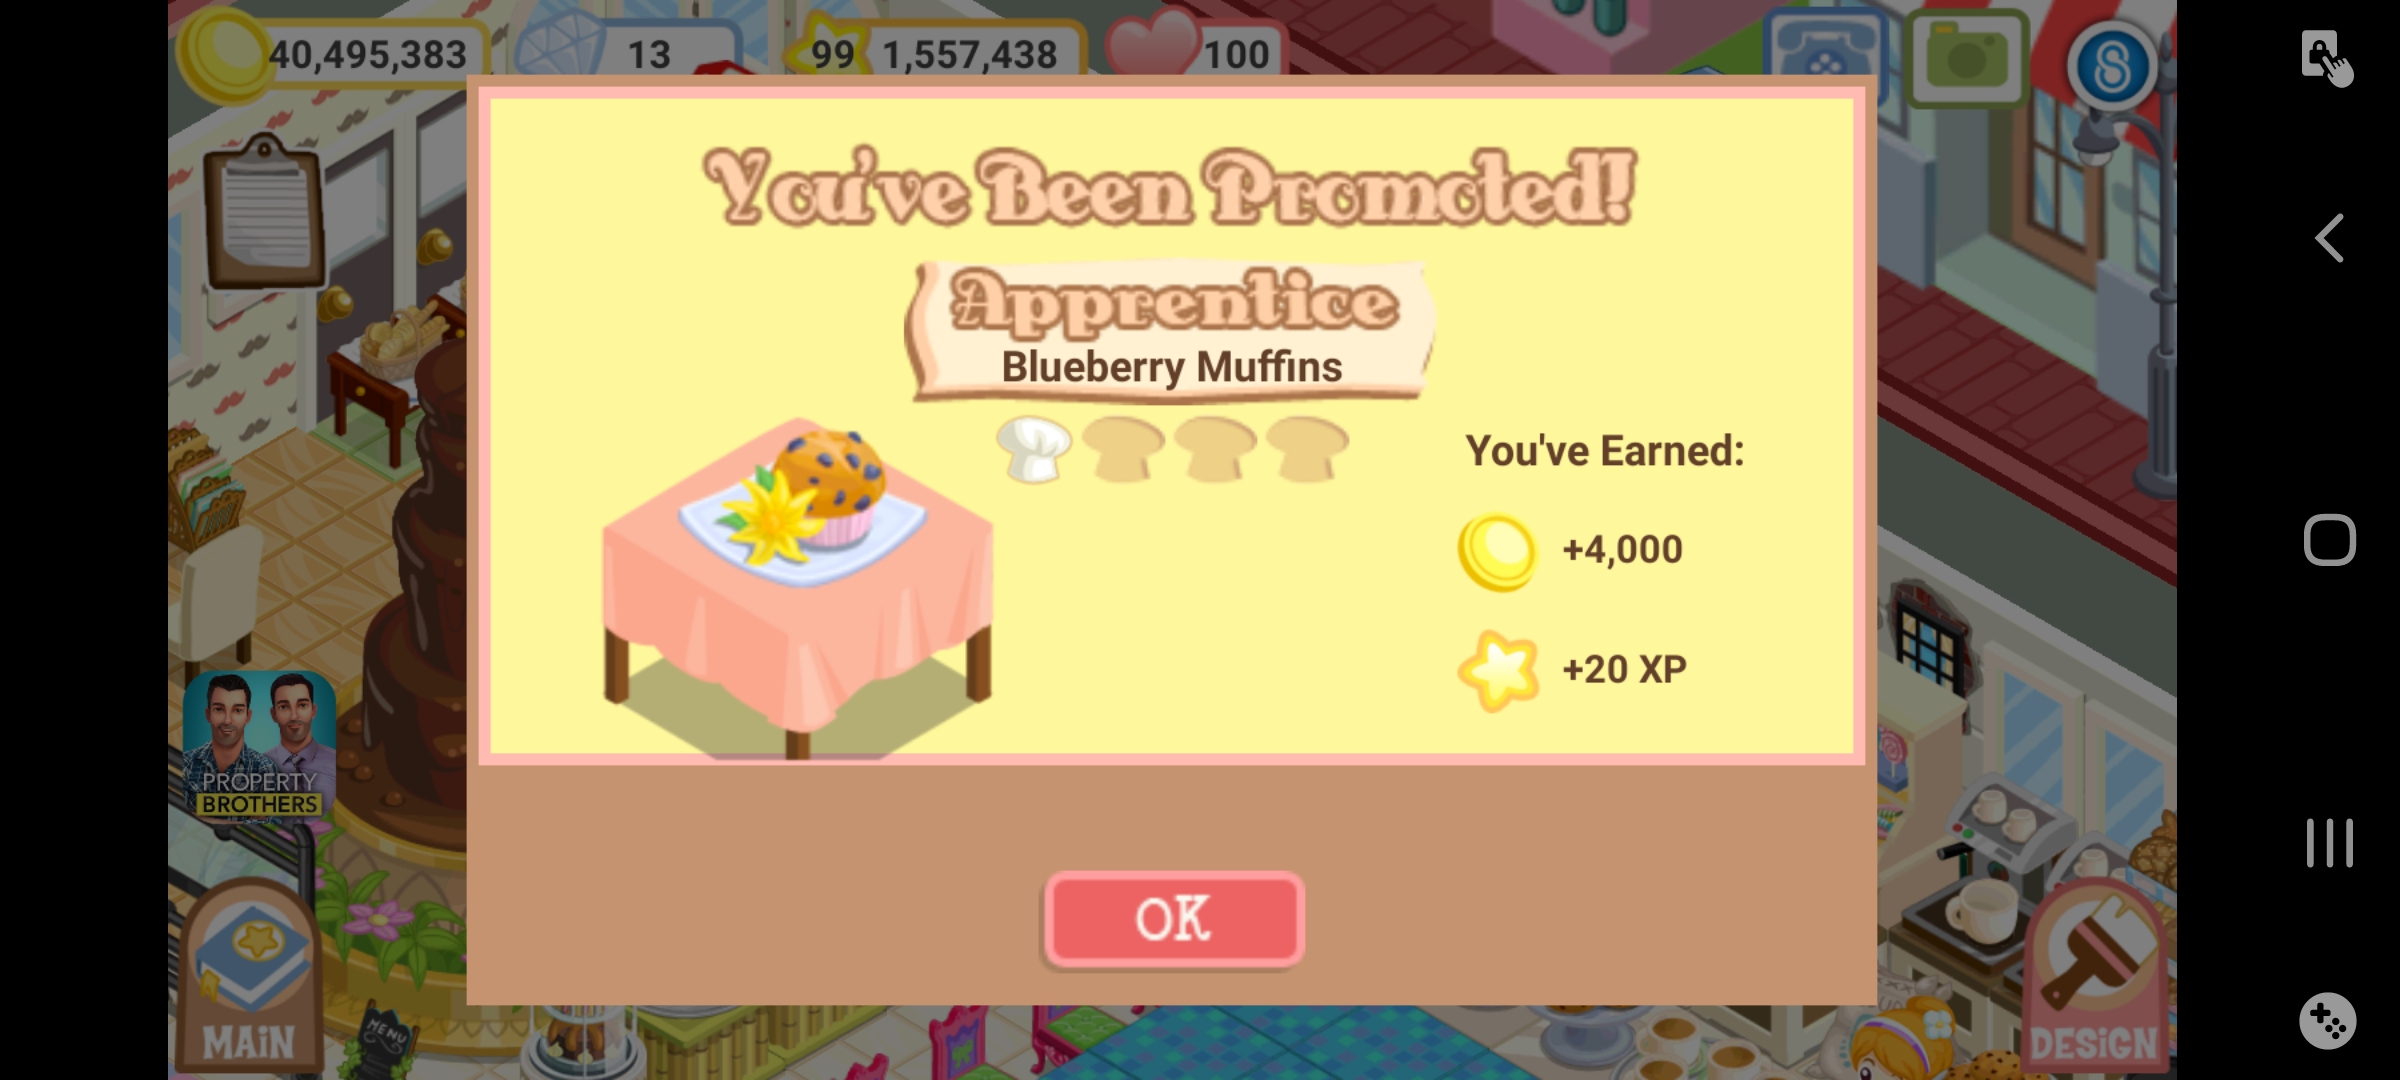 40,495,383
13
99 1,557,438
100
You've Been Promoted!
Apprentice
Blueberry Muffins
You've Earned:
+4,000
+20 XP
PROPERTY
BROTHERS
OK
MAiN
MENU
DESiGN